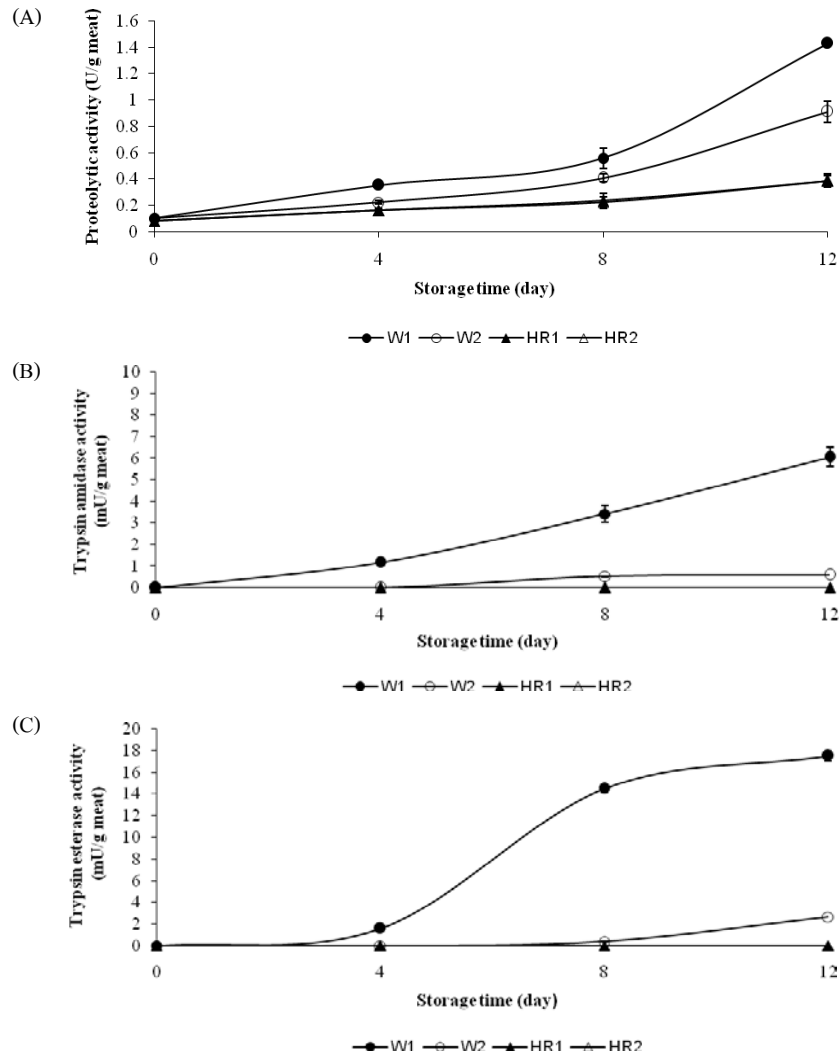 (A)
Proteolytic activity (U/g meat)
1.6
1.4
1.2
1
0.8
0.6
0.4
0.2
0
0 4 8 12
Storage time (day)
W1 W2 HR1 HR2
(B)
Trypsin amidase activity
(mU/g meat)
10
9
8
7
6
5
4
3
2
1
0
0 4 8 12
Storage time (day)
W1 W2 HR1 HR2
(C)
Trypsin esterase activity
(mU/g meat)
20
18
16
14
12
10
8
6
4
2
0
0 4 8 12
Storage time (day)
W1 W2 HR1 HR2